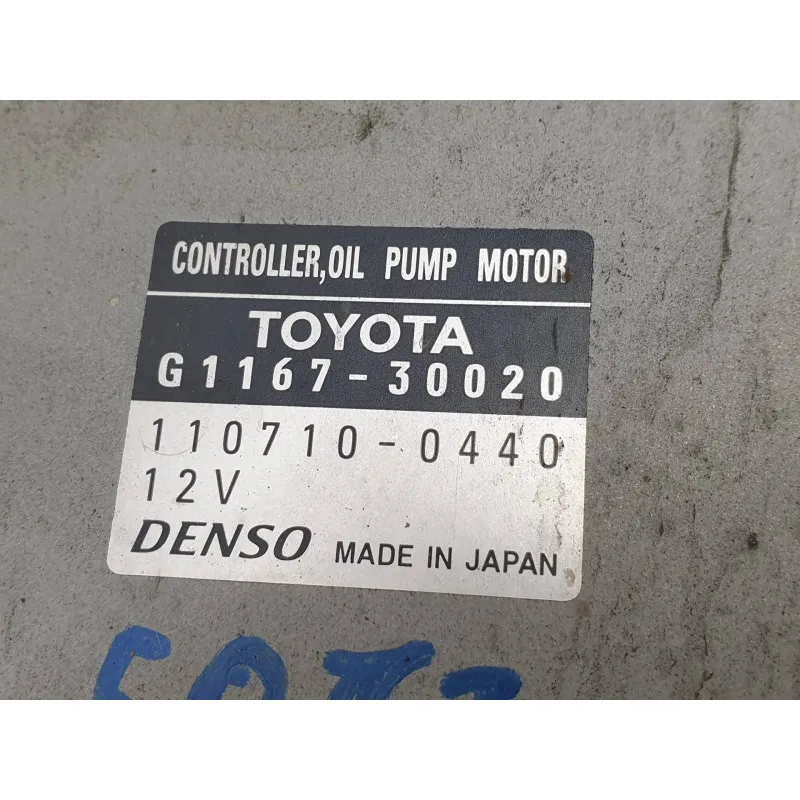 CONTROLLER,OIL PUMP MOTOR
TOYOTA
G1167-30020
110710-0440
12V
DENSO MADE IN JAPAN